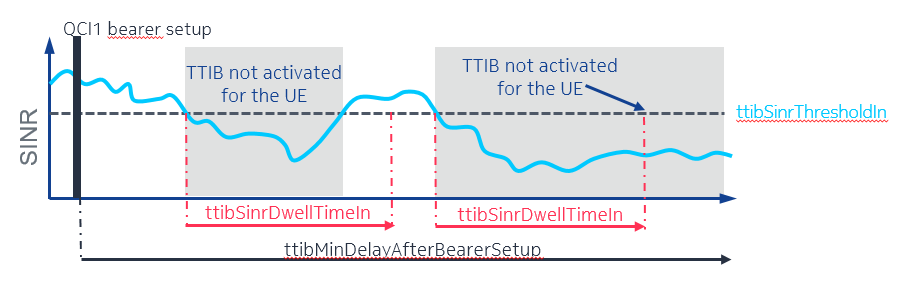 QCI1 bearer setup
TTIB not activated
for the UE
TTIB not activated
for the UE
ttibSinrThresholdIn
SINR
ttibSinrDwellTimeIn
ttibSinrDwellTimeIn
ttibMinDelayAfterBearerSetup